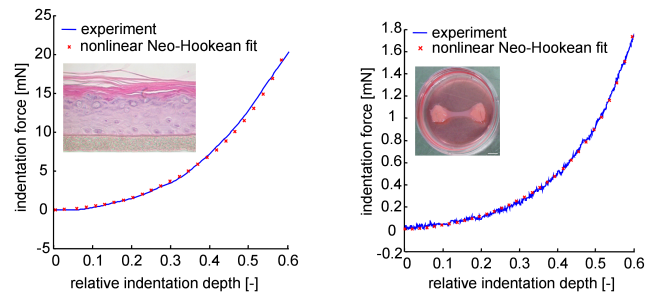 25
20
15
10
5
0
-5
indentation force [mN]
experiment
nonlinear Neo-Hookean fit
0 0.1 0.2 0.3 0.4 0.5 0.6
relative indentation depth [-]
1.8
1.6
1.4
1.2
1
0.8
0.6
0.4
0.2
0
-0.2
indentation force [mN]
experiment
nonlinear Neo-Hookean fit
0 0.1 0.2 0.3 0.4 0.5 0.6
relative indentation depth [-]